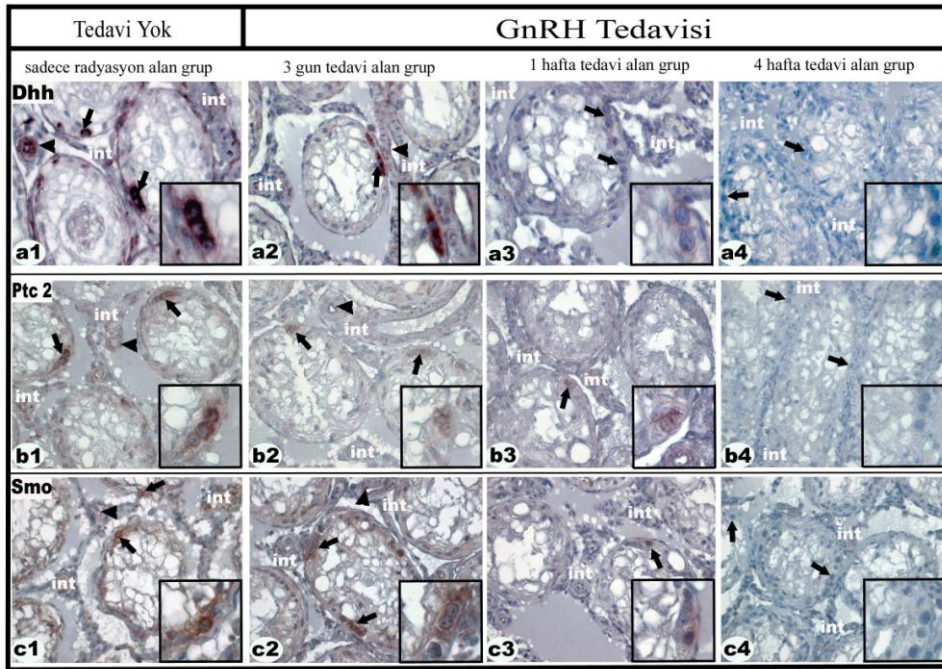 Tedavi Yok
GnRH Tedavisi
sadece radyasyon alan grup
3 gun tedavi alan grup
1 hafta tedavi alan grup
4 hafta tedavi alan grup
Dhh
int
int
int
a1
int
int
a2
int
int
a3
int
int
a4
Ptc 2
int
int
b1
int
int
b2
int
int
b3
int
int
b4
Smo
int
int
c1
int
int
c2
int
int
c3
int
int
c4